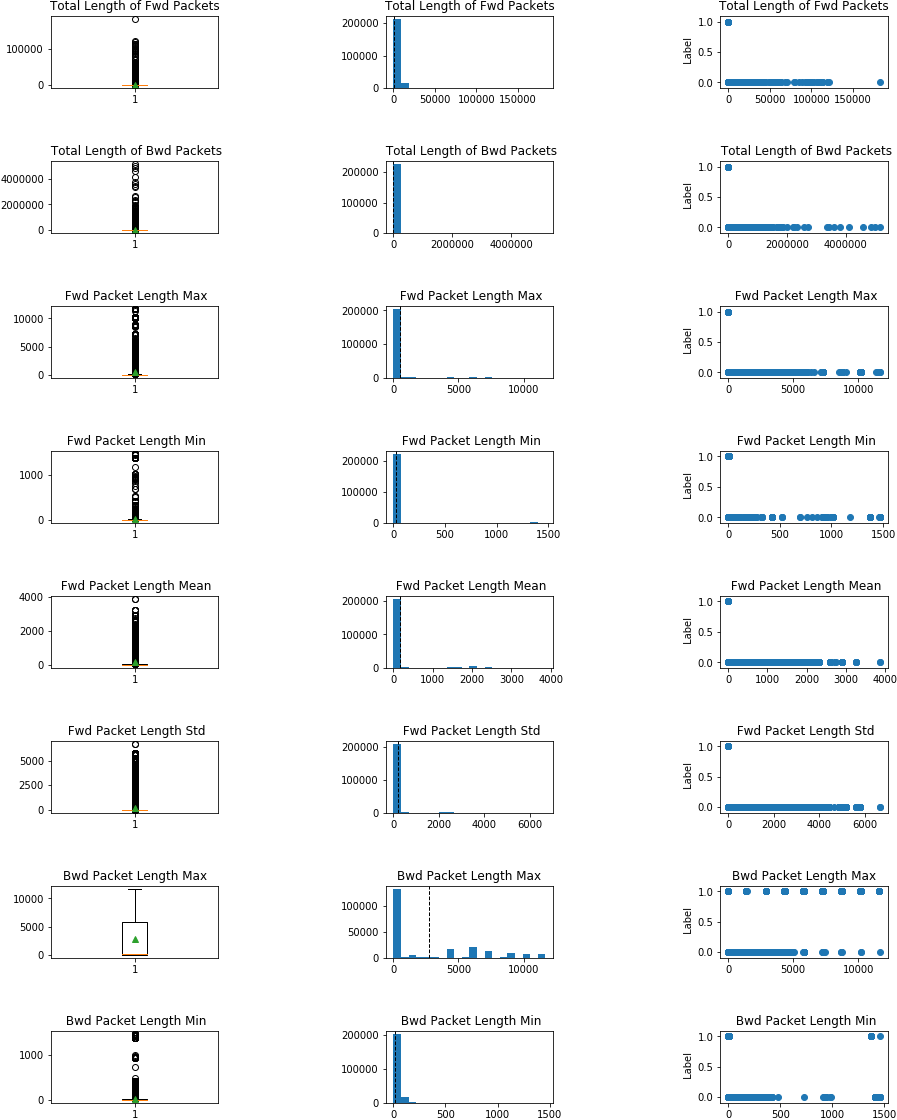 Total Length of Fwd Packets Total Length of Fwd Packets Total Length of Fwd Packets
100000 200000 1.0
100000 Label 0.5
0 0 0.0
1 0 50000 100000 150000 0 50000 100000 150000
Total Length of Bwd Packets Total Length of Bwd Packets Total Length of Bwd Packets
4000000 200000 1.0
2000000 100000 Label 0.5
0 0 0.0
1 0 2000000 4000000 0 2000000 4000000
Fwd Packet Length Max Fwd Packet Length Max Fwd Packet Length Max
10000 200000 1.0
5000 100000 Label 0.5
0 0 0.0
1 0 5000 10000 0 5000 10000
Fwd Packet Length Min Fwd Packet Length Min Fwd Packet Length Min
1000 200000 1.0
100000 Label 0.5
0 0 0.0
1 0 500 1000 1500 0 500 1000 1500
Fwd Packet Length Mean Fwd Packet Length Mean Fwd Packet Length Mean
4000 200000 1.0
2000 100000 Label 0.5
0 0 0.0
1 0 1000 2000 3000 4000 0 1000 2000 3000 4000
Fwd Packet Length Std Fwd Packet Length Std Fwd Packet Length Std
5000 200000 1.0
2500 100000 Label 0.5
0 0 0.0
1 0 2000 4000 6000 0 2000 4000 6000
Bwd Packet Length Max Bwd Packet Length Max Bwd Packet Length Max
10000 100000 1.0
5000 50000 Label 0.5
0 0 0.0
1 0 5000 10000 0 5000 10000
Bwd Packet Length Min Bwd Packet Length Min Bwd Packet Length Min
1000 200000 1.0
100000 Label 0.5
0 0 0.0
1 0 500 1000 1500 0 500 1000 1500